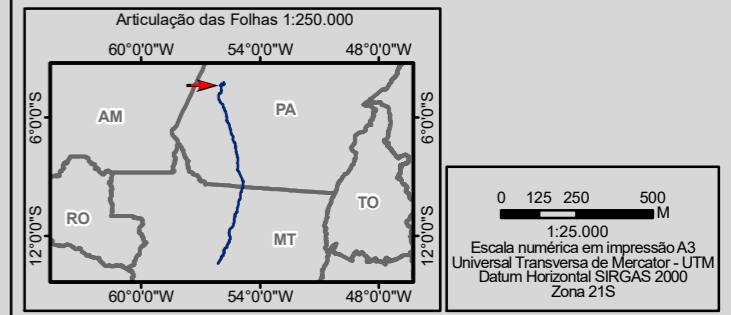 Articulação das Folhas 1:250.000
60°0'0"W 54°0'0"W 48°0'0"W
6°0'0"S 6°0'0"S
AM PA
RO TO
12°0'0"S MT 12°0'0"S
60°0'0"W 54°0'0"W 48°0'0"W
0 125 250 500
M
1:25.000
Escala numérica em impressão A3
Universal Transversa de Mercator - UTM
Datum Horizontal SIRGAS 2000
Zona 21S